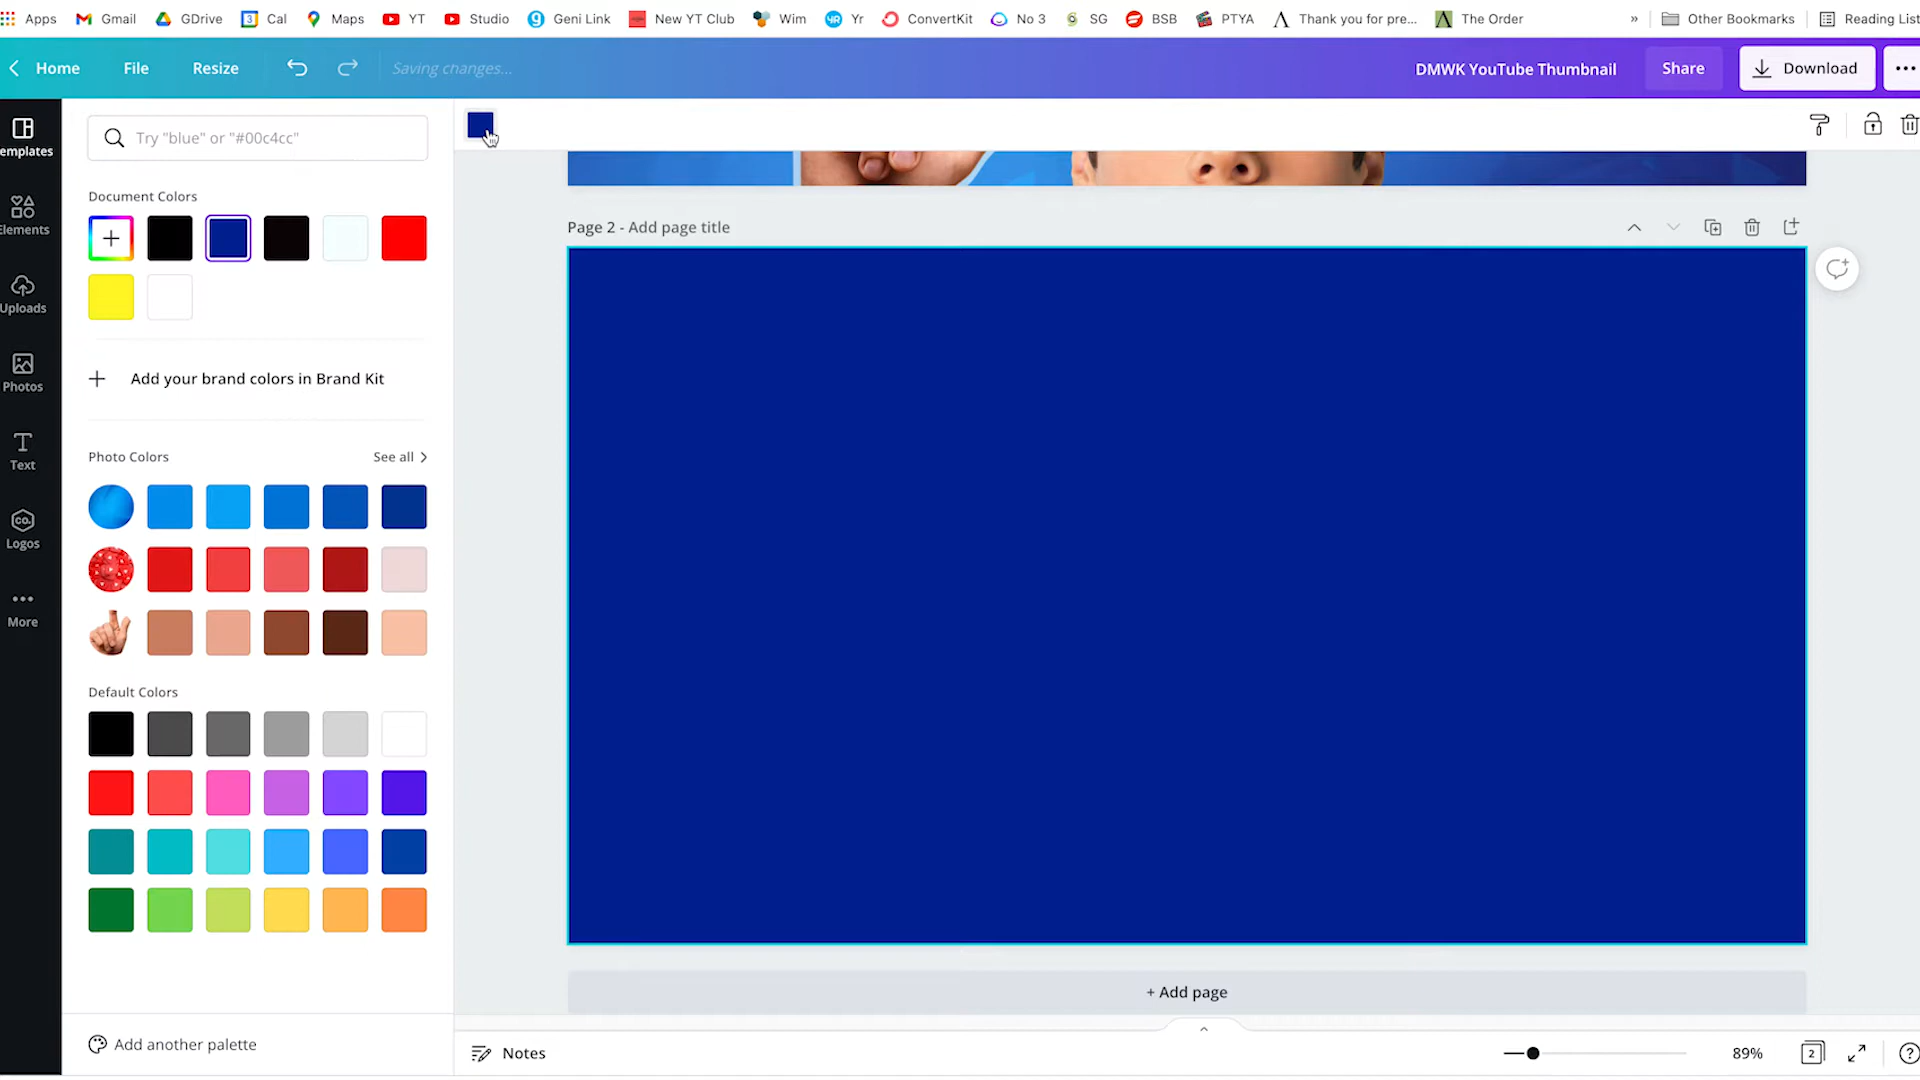 Apps Gmail GDrive 3 Cal Maps YT Studio Geni Link New YT Club Wim YR Yr ConvertKit No 3 SG BSB PTYA Thank you for pre... The Order » Other Bookmarks Reading List
Home File Resize Saving changes... DMWK YouTube Thumbnail Share Download
Try "blue" or "#00c4cc"
emplates
Document Colors
Elements
Page 2 - Add page title
Uploads
Add your brand colors in Brand Kit
Photos
Photo Colors See all
Text
CO.
Logos
More
Default Colors
+ Add page
Add another palette
Notes 89% 2 ?